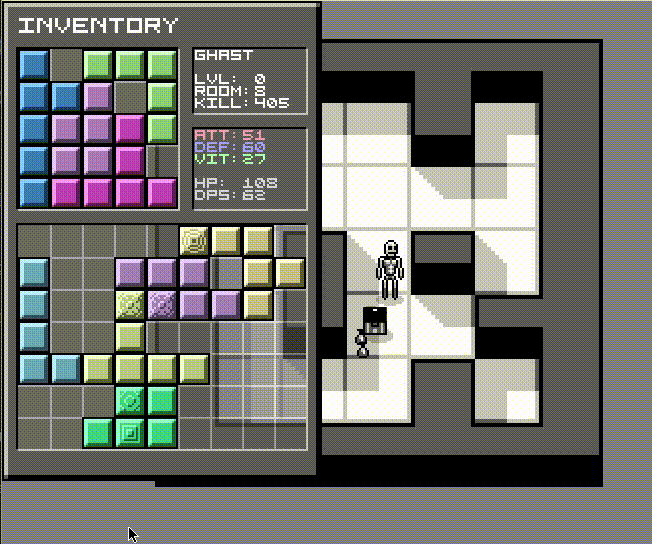 INVENTORY
GHAST
LVL: 0
ROOM: 8
KILL: 405
ATT: 51
DEF: 60
VIT: 27
HP: 108
DPS: 62